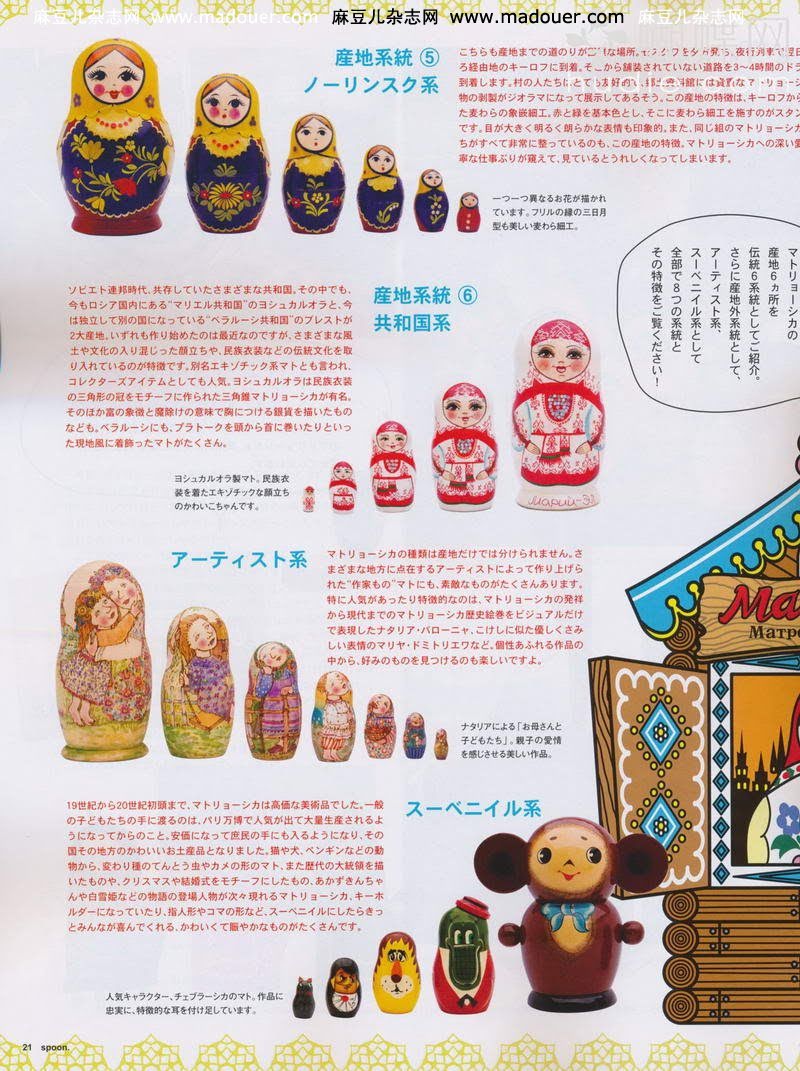 麻豆儿杂志网 www.madouer.com 麻豆儿杂志网 www.madouer.com 麻豆儿杂志网
産地系統⑤
ノーリンスク系
ろ経由地のキーロフに到着。そこから舗装されていない道路を3〜4時間のドラ
物の剥製がジオラマになって展示してあるそう。この産地の特徴は、キーロフから
た麦わらの象嵌細工。赤と緑を基本色とし、そこに麦わら細工を施すのがスタン
です。目が大きく明るく朗らかな表情も印象的。また、同じ組のマトリョーシカ
ちがすべて非常に整っているのも、この産地の特徴。マトリョーシカへの深い愛
寧な仕事ぶりが窺えて、見ているとうれしくなってしまいます。
一つ一つ異なるお花が描かれ
ています。フリルの縁の三日月
型も美しい麦わら細工。
マトリョーシカの
産地6ヵ所を
伝統6系統としてご紹介。
さらに産地外系統として、
アーティスト系、
スーベニイル系として
全部で8つの系統と
その特徴をご覧ください!
産地系統⑥
共和国系
ソビエト連邦時代、共存していたさまざまな共和国。その中でも、
今もロシア国内にある“マリエル共和国”のヨシュカルオラと、今
は独立して別の国になっている“ベラルーシ共和国”のブレストが
2大産地。いずれも作り始めたのは最近なのですが、さまざまな風
土や文化の入り混じった顔立ちや、民族衣装などの伝統文化を取
り入れているのが特徴です。別名エキゾチック系マトとも言われ、
コレクターズアイテムとしても人気。ヨシュカルオラは民族衣装
の三角形の冠をモチーフに作られた三角錐マトリョーシカが有名。
そのほか富の象徴と魔除けの意味で胸につける銀貨を描いたもの
なども。ベラルーシにも、プラトークを頭から首に巻いたりといっ
た現地風に着飾ったマトがたくさん。
ヨシュカルオラ製マト。民族衣
装を着たエキゾチックな顔立ち
のかわいこちゃんです。
МАРИЙ-ЭЛ
アーティスト系
マトリョーシカの種類は産地だけでは分けられません。さ
まざまな地方に点在するアーティストによって作り上げら
れた“作家もの”マトにも、素敵なものがたくさんあります。
特に人気があったり特徴的なのは、マトリョーシカの発祥
から現代までのマトリョーシカ歴史絵巻をビジュアルだけ
で表現したナタリア・バローニャ、こけしに似た優しくさみ
しい表情のマリヤ・ドミトリエワなど。個性あふれる作品の
中から、好みのものを見つけるのも楽しいですよ。
Ma
Матр
ナタリアによる「お母さんと
子どもたち」。親子の愛情
を感じさせる美しい作品。
スーベニイル系
19世紀から20世紀初頭まで、マトリョーシカは高価な美術品でした。一般
の子どもたちの手に渡るのは、パリ万博で人気が出て大量生産されるよ
うになってからのこと。安価になって庶民の手にも入るようになり、その
国その地方のかわいいお土産品となりました。猫や犬、ペンギンなどの動
物から、変わり種のてんとう虫やカメの形のマト、また歴代の大統領を描
いたものや、クリスマスや結婚式をモチーフにしたもの、あかずきんちゃ
んや白雪姫などの物語の登場人物が次々現れるマトリョーシカ、キーホ
ルダーになっていたり、指人形やコマの形など、スーベニイルにしたらきっ
とみんなが喜んでくれる、かわいくて賑やかなものがたくさんです。
人気キャラクター、チェブラーシカのマト。作品に
忠実に、特徴的な耳を付け足しています。
21 spoon.